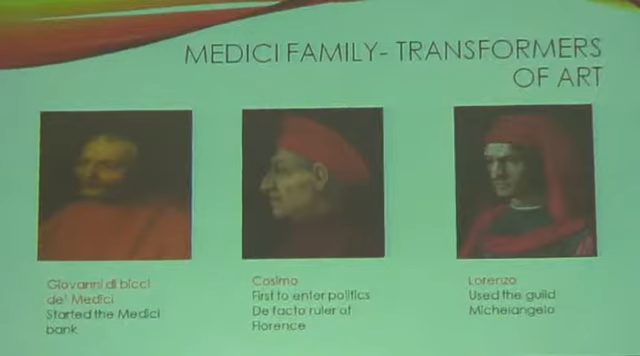 MEDICI FAMILY- TRANSFORMERS
OF ART
Giovanni di bicci
de' Medici
Started the Medici
bank
Cosimo
First to enter politics
De facto ruler of
Florence
Lorenzo
Used the guild
Michelangelo